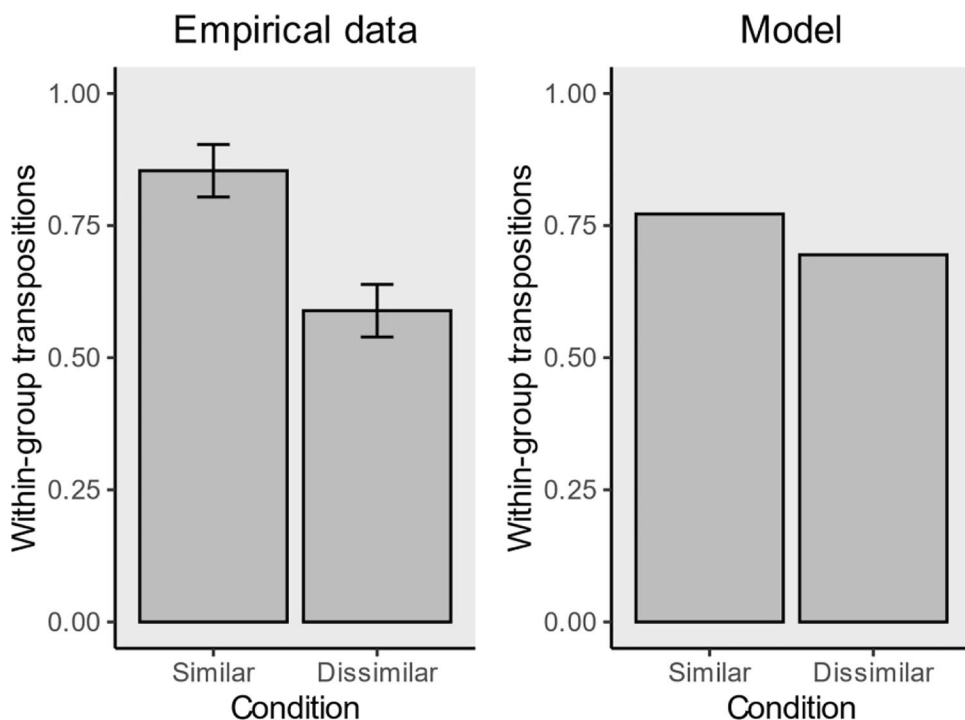 Empirical data
Within-group transpositions
1.00
0.75
0.50
0.25
0.00
Similar Dissimilar
Condition
Model
Within-group transpositions
1.00
0.75
0.50
0.25
0.00
Similar Dissimilar
Condition